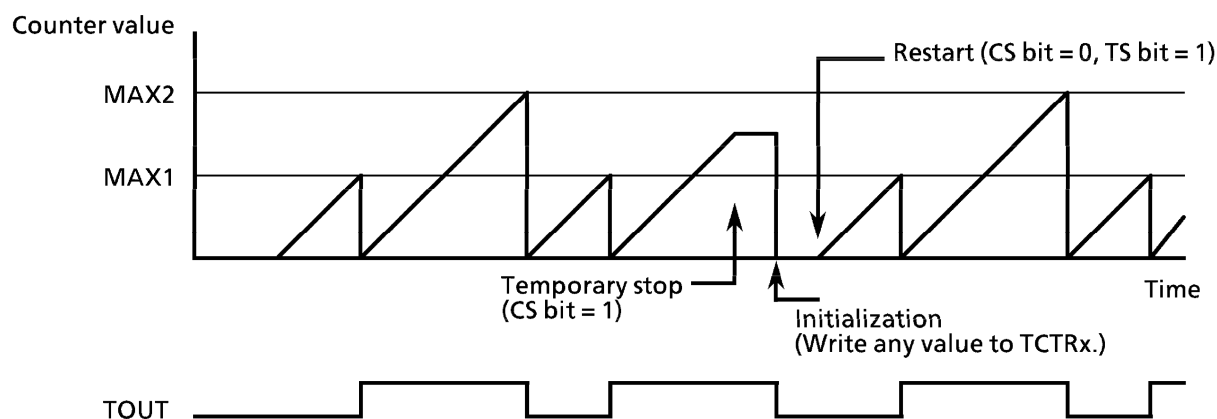 Counter value
Restart (CS bit = 0, TS bit = 1)
MAX2
MAX1
Temporary stop
(CS bit = 1)
Time
Initialization
(Write any value to TCTRx.)
TOUT